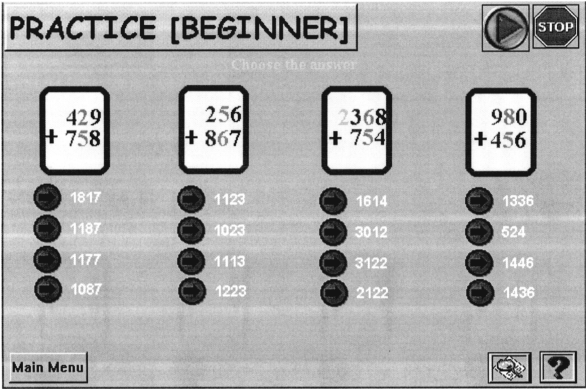 PRACTICE [BEGINNER]
STOP
Choose the answer
429 256 2368 980
+ 758 + 867 + 754 + 456
1817 1123 1614 1336
1187 1023 3012 524
1177 1113 3122 1446
1087 1223 2122 1436
Main Menu ?